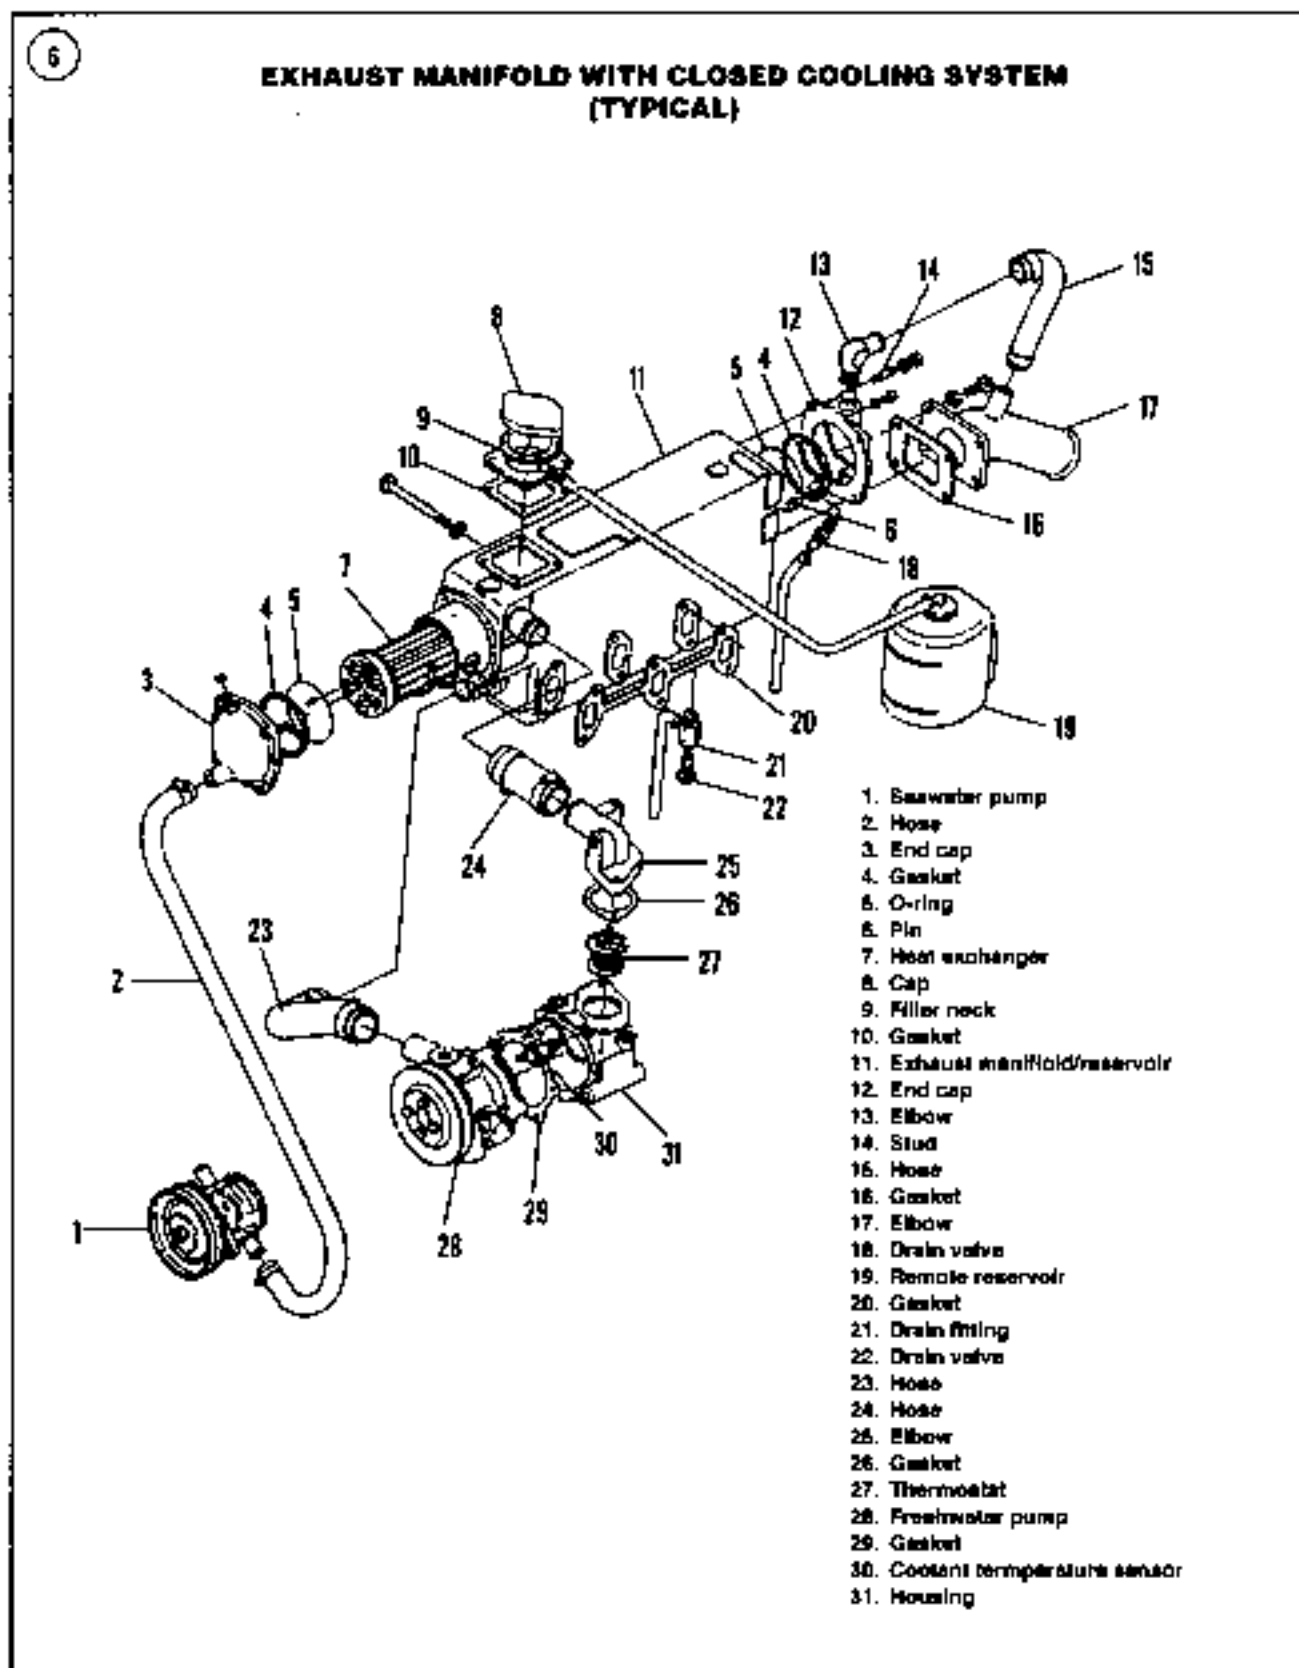 6
EXHAUST MANIFOLD WITH CLOSED COOLING SYSTEM
(TYPICAL)
13
14
15
12
8
4
5
11
17
9
10
16
6
18
7
5
4
3
20
19
21
22
24
25
26
23
27
2
30
31
29
28
1
1. Seawater pump
2. Hose
3. End cap
4. Gasket
5. O-ring
6. Pin
7. Heat exchanger
8. Cap
9. Filler neck
10. Gasket
11. Exhaust maniflold/reservoir
12. End cap
13. Elbow
14. Stud
15. Hose
16. Gasket
17. Elbow
18. Drain valve
19. Remote reservoir
20. Gasket
21. Drain fitting
22. Drain valve
23. Hose
24. Hose
25. Elbow
26. Gasket
27. Thermostat
28. Freshwater pump
29. Gasket
30. Coolant termperature sensor
31. Housing